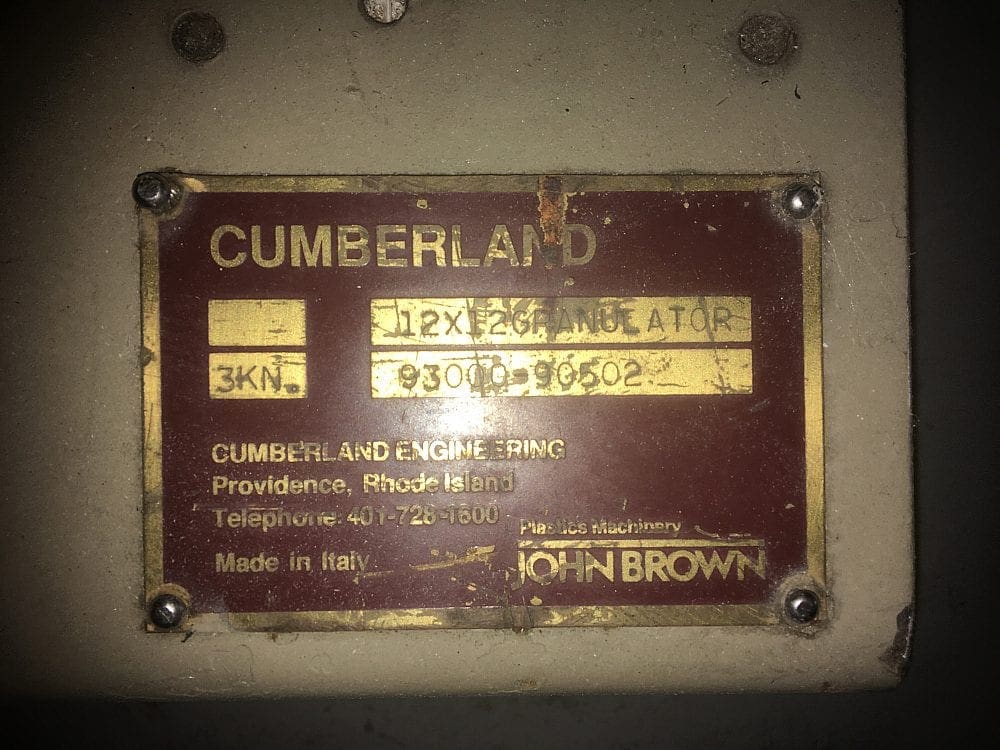 CUMBERLAND
12X12GRANULATOR
3KN. 93000-90502
CUMBERLAND ENGINEERING
Providence, Rhode Island
Telephone: 401-728-1600
Made in Italy
Plastics Machinery
JOHN BROWN